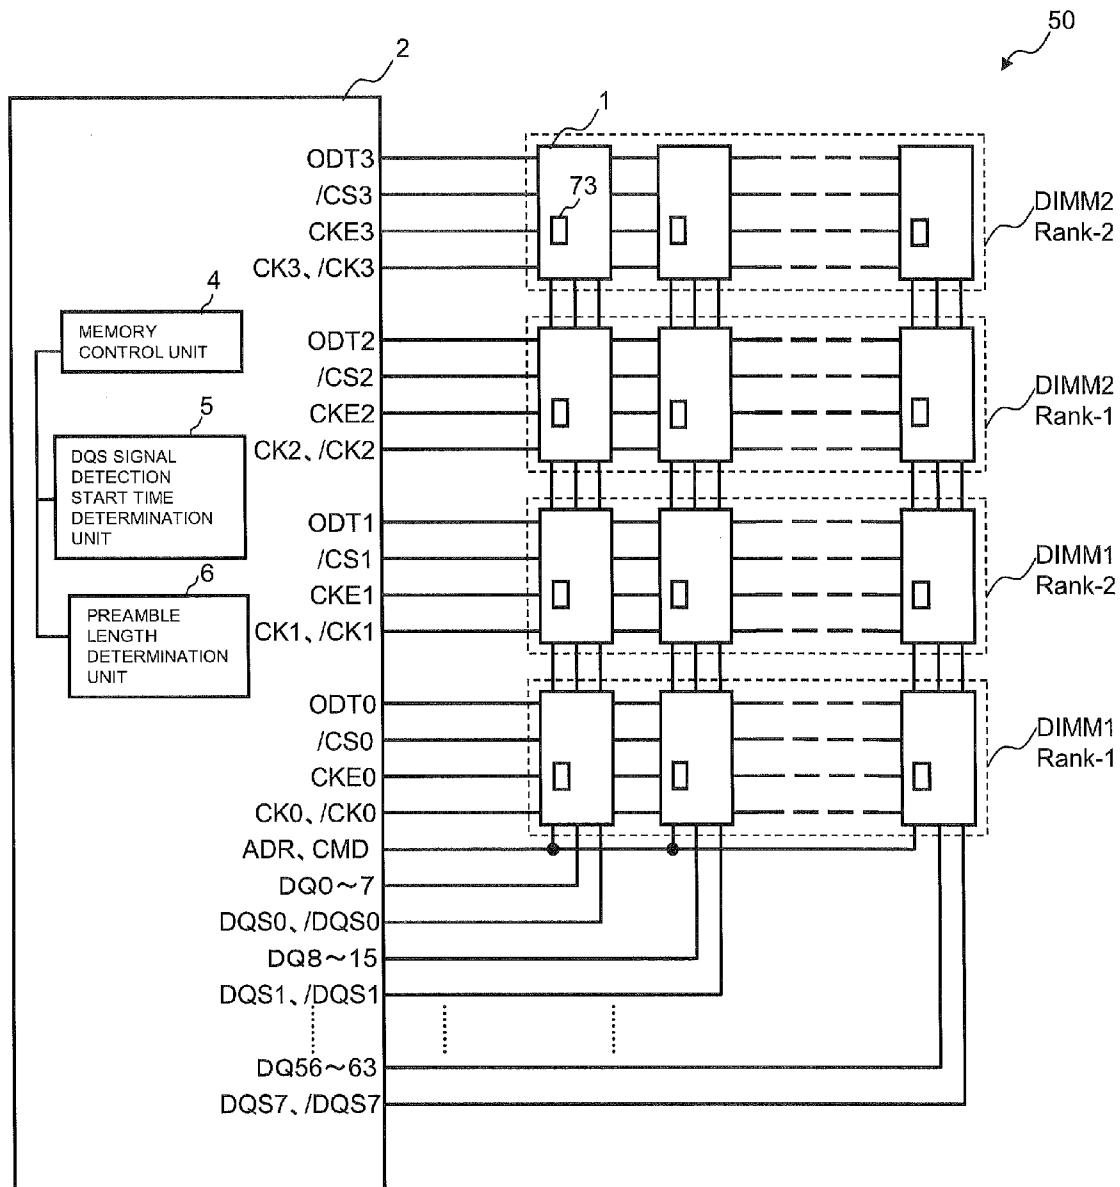 50
2
1
ODT3
/CS3
73
CKE3
CK3、/CK3
DIMM2
Rank-2
4
MEMORY
CONTROL UNIT
ODT2
/CS2
CKE2
CK2、/CK2
DIMM2
Rank-1
5
DQS SIGNAL
DETECTION
START TIME
DETERMINATION
UNIT
ODT1
/CS1
CKE1
CK1、/CK1
DIMM1
Rank-2
6
PREAMBLE
LENGTH
DETERMINATION
UNIT
ODT0
/CS0
CKE0
CK0、/CK0
DIMM1
Rank-1
ADR、CMD
DQ0～7
DQS0、/DQS0
DQ8～15
DQS1、/DQS1
DQ56～63
DQS7、/DQS7